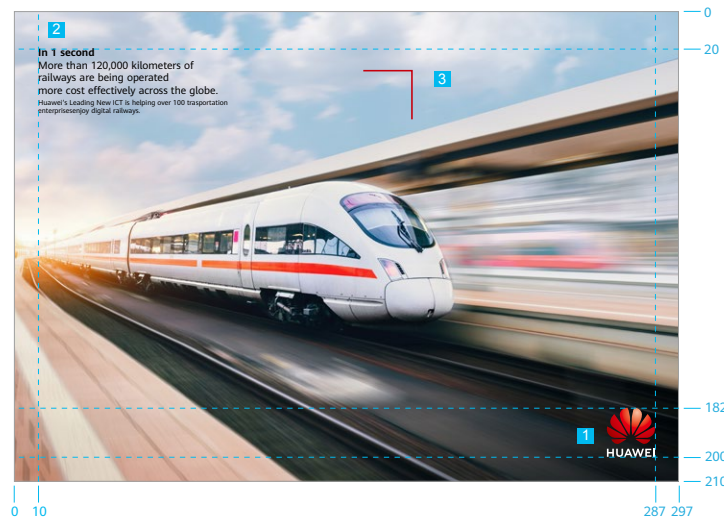 2
In 1 second
More than 120,000 kilometers of
railways are being operated
more cost effectively across the globe.
Huawei's Leading New ICT is helping over 100 trasportation
enterprisesenjoy digital railways.
3
1
HUAWEI
0
20
182
200
210
0 10 287 297